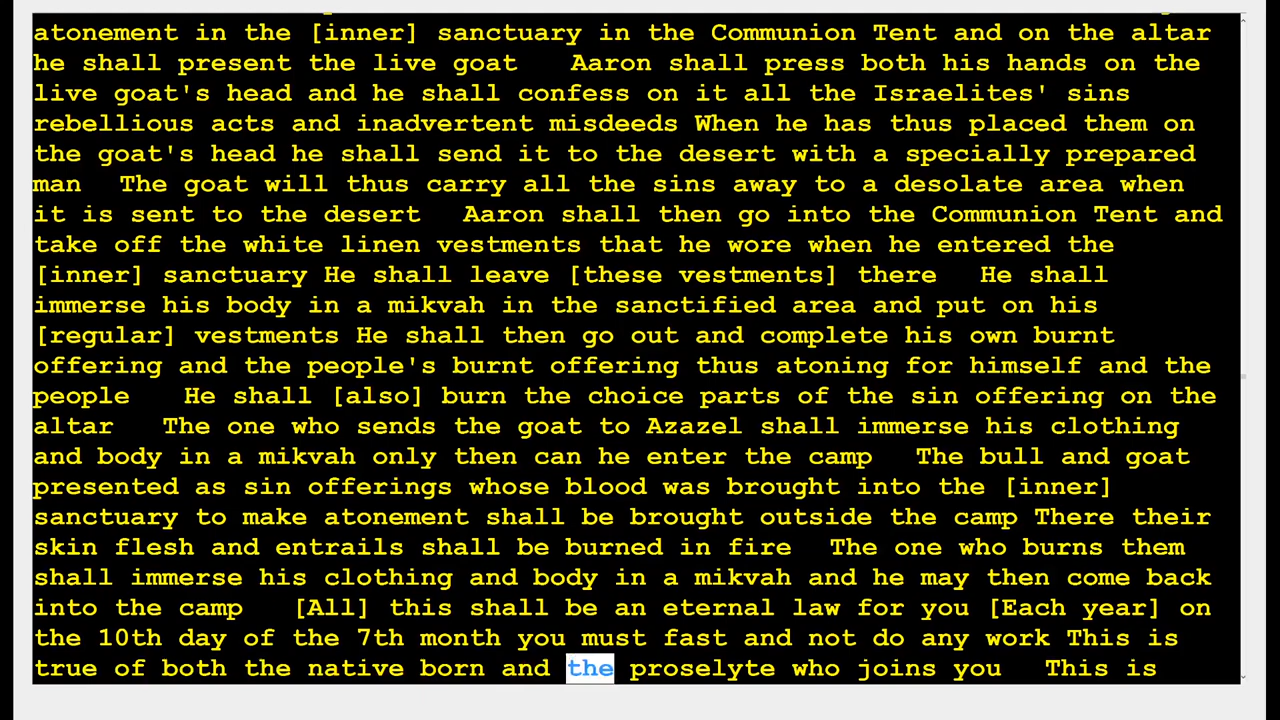 atonement in the [inner] sanctuary in the Communion Tent and on the altar
he shall present the live goat   Aaron shall press both his hands on the
live goat's head and he shall confess on it all the Israelites' sins
rebellious acts and inadvertent misdeeds When he has thus placed them on
the goat's head he shall send it to the desert with a specially prepared
man   The goat will thus carry all the sins away to a desolate area when
it is sent to the desert   Aaron shall then go into the Communion Tent and
take off the white linen vestments that he wore when he entered the
[inner] sanctuary He shall leave [these vestments] there   He shall
immerse his body in a mikvah in the sanctified area and put on his
[regular] vestments He shall then go out and complete his own burnt
offering and the people's burnt offering thus atoning for himself and the
people   He shall [also] burn the choice parts of the sin offering on the
altar   The one who sends the goat to Azazel shall immerse his clothing
and body in a mikvah only then can he enter the camp   The bull and goat
presented as sin offerings whose blood was brought into the [inner]
sanctuary to make atonement shall be brought outside the camp There their
skin flesh and entrails shall be burned in fire   The one who burns them
shall immerse his clothing and body in a mikvah and he may then come back
into the camp   [All] this shall be an eternal law for you [Each year] on
the 10th day of the 7th month you must fast and not do any work This is
true of both the native born and the proselyte who joins you   This is